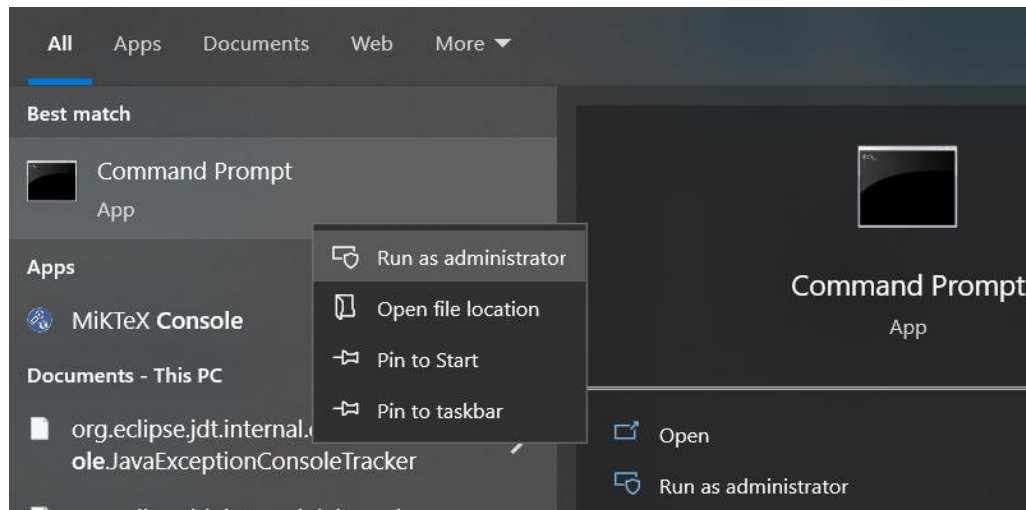 All Apps Documents Web More
Best match
Command Prompt
App
Apps
MiKTeX Console
Documents - This PC
org.eclipse.jdt.internal.
ole.JavaExceptionConsoleTracker
Run as administrator
Open file location
Pin to Start
Pin to taskbar
Command Prompt
App
Open
Run as administrator